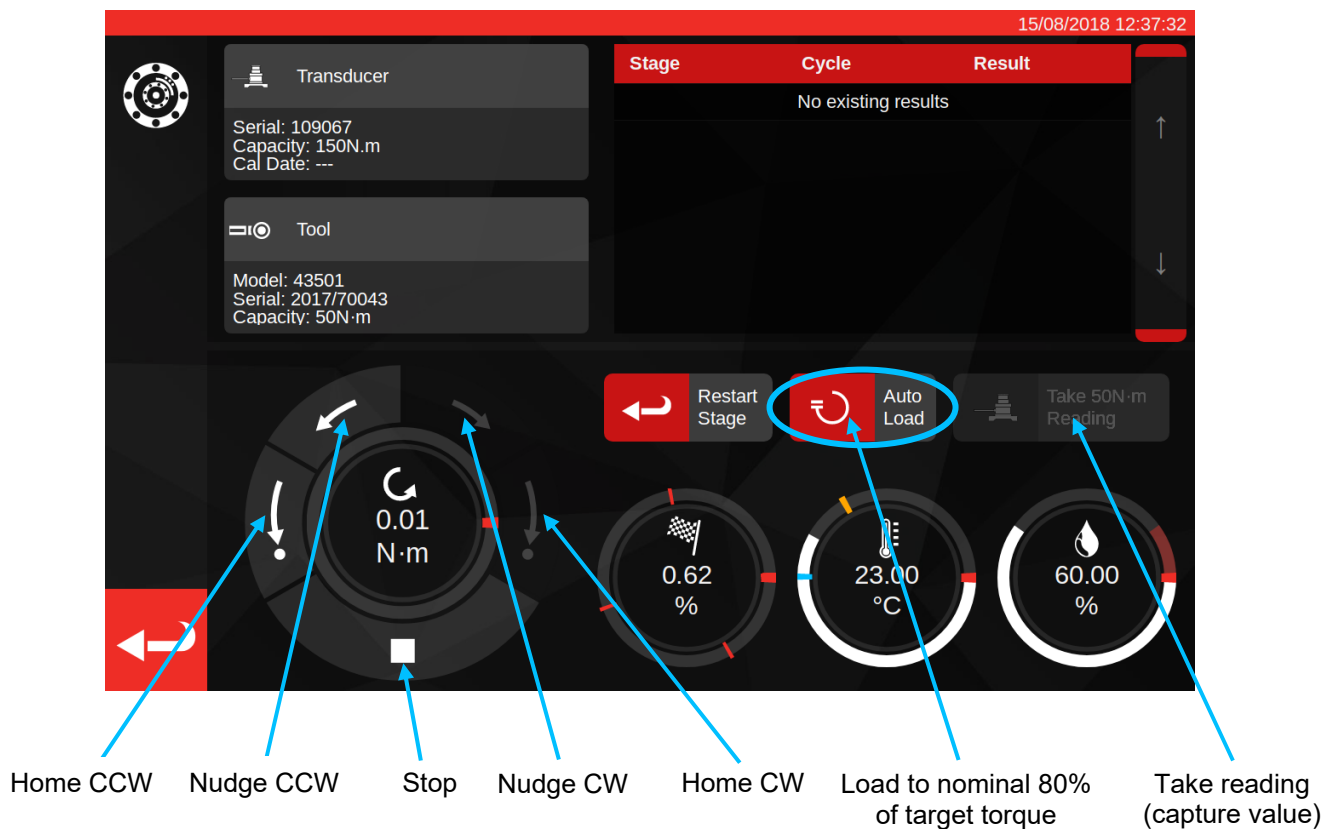 15/08/2018 12:37:32
Transducer
Serial: 109067
Capacity: 150N.m
Cal Date: ---
Tool
Model: 43501
Serial: 2017/70043
Capacity: 50N·m
Stage Cycle Result
No existing results
↑
↓
Restart
Stage
Auto
Load
Take 50N·m
Reading
0.01
N·m
0.62
%
23.00
°C
60.00
%
Home CCW
Nudge CCW
Stop
Nudge CW
Home CW
Load to nominal 80%
of target torque
Take reading
(capture value)